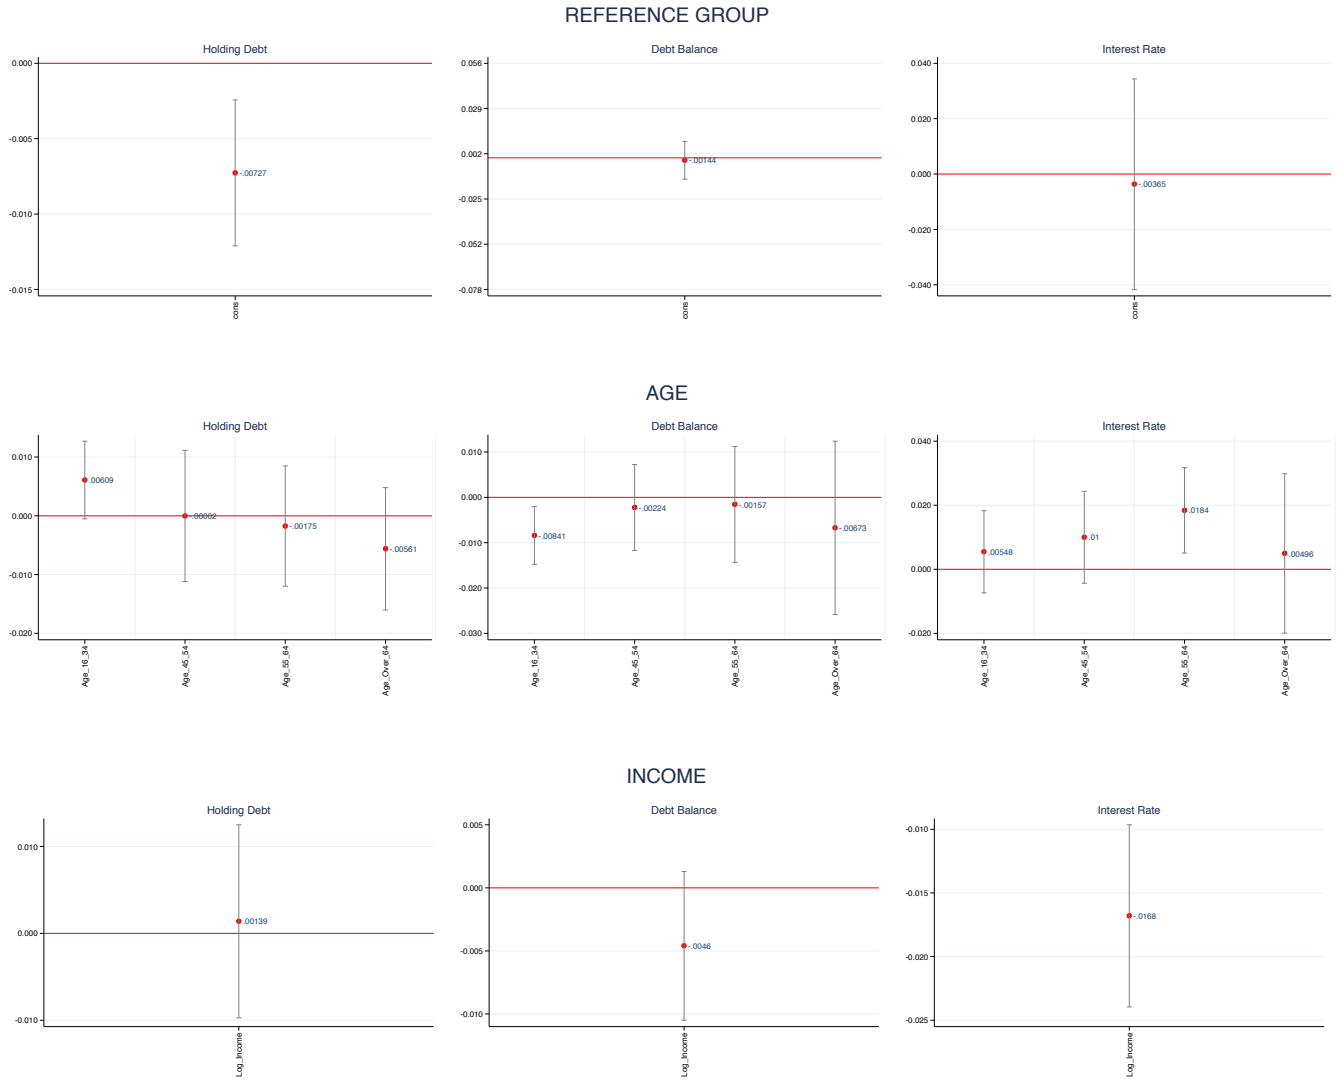 REFERENCE GROUP
Holding Debt
0.000
-0.005
-0.010
-0.015
-.00727
cons
Debt Balance
0.056
0.029
0.002
-0.025
-0.052
-0.078
-.00144
cons
Interest Rate
0.040
0.020
0.000
-0.020
-0.040
-.00365
cons
AGE
Holding Debt
0.010
0.000
-0.010
-0.020
.00609
-.00002
-.00175
-.00561
Age_16_34
Age_45_54
Age_55_64
Age_Over_64
Debt Balance
0.010
0.000
-0.010
-0.020
-0.030
-.00841
-.00224
-.00157
-.00673
Age_16_34
Age_45_54
Age_55_64
Age_Over_64
Interest Rate
0.040
0.020
0.000
-0.020
.00548
.01
.0184
.00496
Age_16_34
Age_45_54
Age_55_64
Age_Over_64
INCOME
Holding Debt
0.010
0.000
-0.010
.00139
Log_Income
Debt Balance
0.005
0.000
-0.005
-0.010
-.0046
Log_Income
Interest Rate
-0.010
-0.015
-0.020
-0.025
-.0168
Log_Income